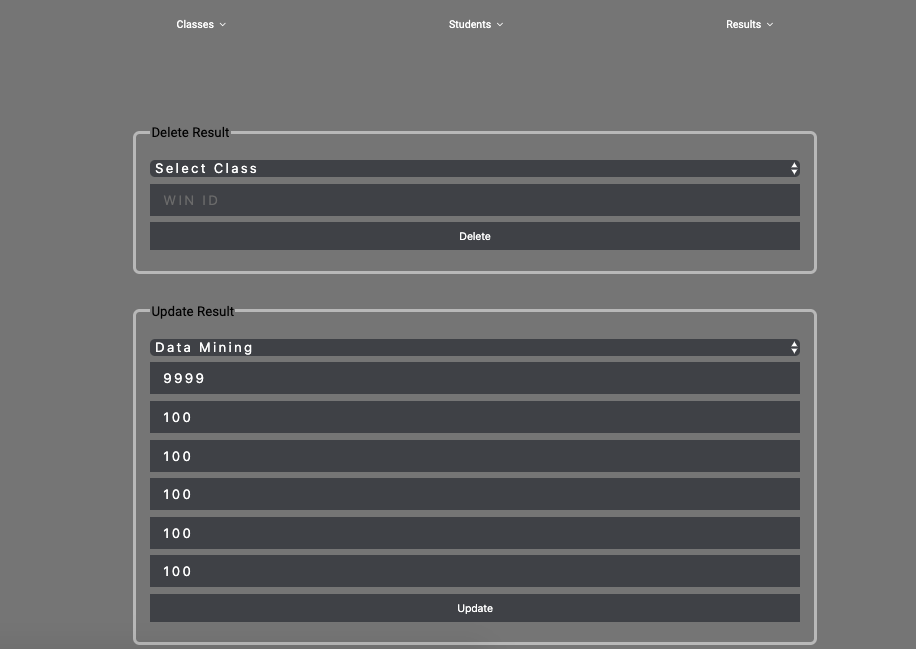 Classes Students Results
Delete Result
Select Class
WIN ID
Delete
Update Result
Data Mining
9999
100
100
100
100
100
Update